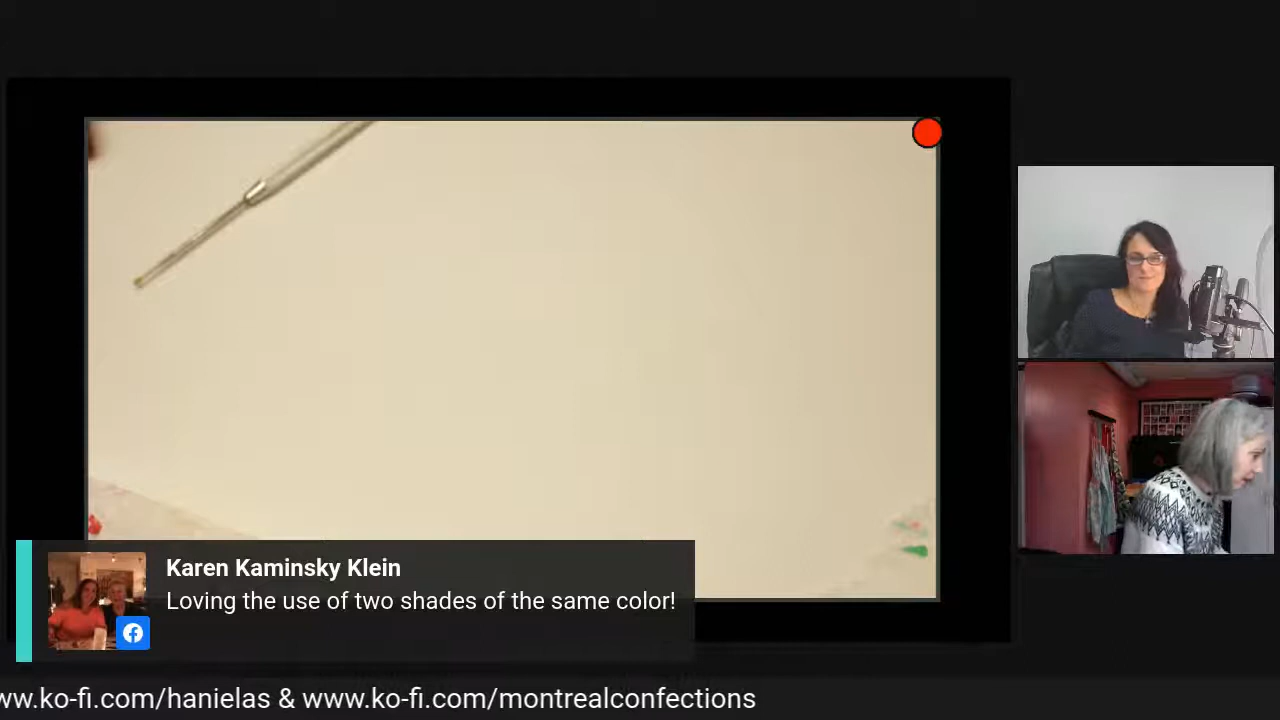 Karen Kaminsky Klein
Loving the use of two shades of the same color!
ww.ko-fi.com/hanielas & www.ko-fi.com/montrealconfections